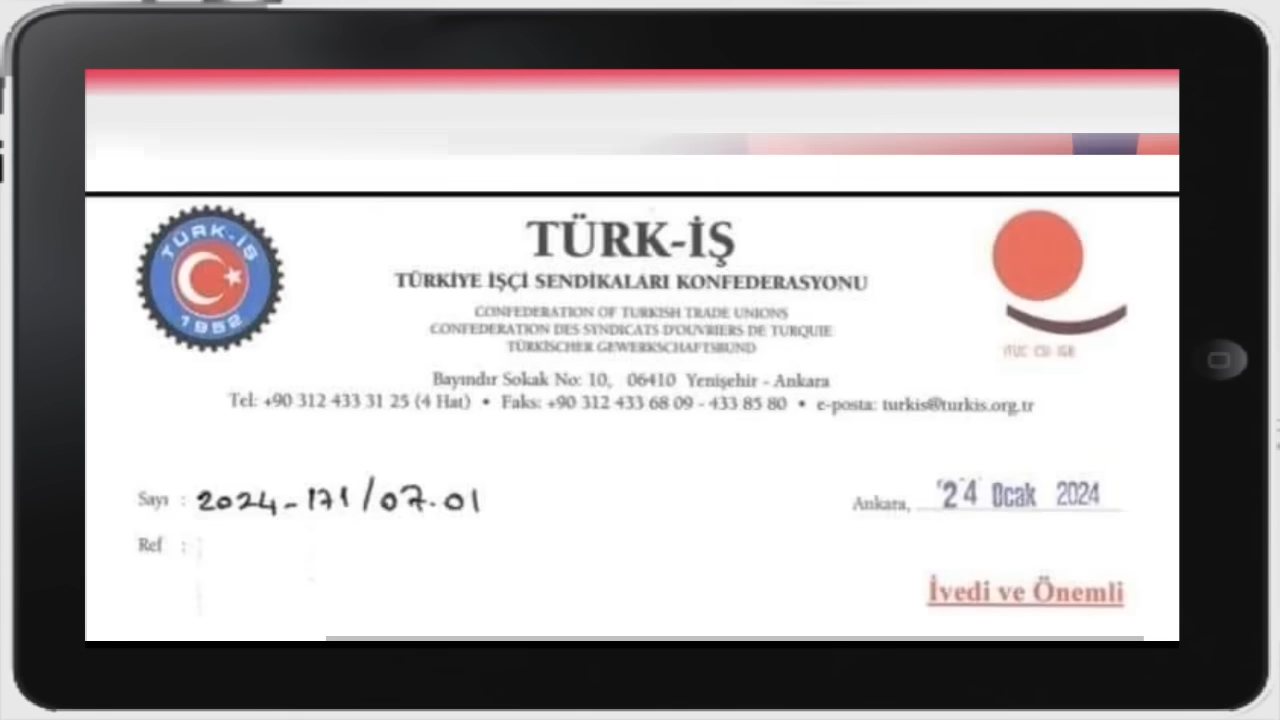 TÜRK-İŞ
1952
TÜRK-İŞ
TÜRKİYE İŞÇİ SENDİKALARI KONFEDERASYONU
CONFEDERATION OF TURKISH TRADE UNIONS
CONFEDERATION DES SYNDICATS D'OUVRIERS DE TURQUIE
TÜRKISCHER GEWERKSCHAFTSBUND
ITUC CSI IGB
Bayındır Sokak No: 10, 06410 Yenişehir - Ankara
Tel: +90 312 433 31 25 (4 Hat) • Faks: +90 312 433 68 09 - 433 85 80 • e-posta: turkis@turkis.org.tr
Sayı : 2024-171/07.01
Ankara, 24 Ocak 2024
Ref :
İvedi ve Önemli